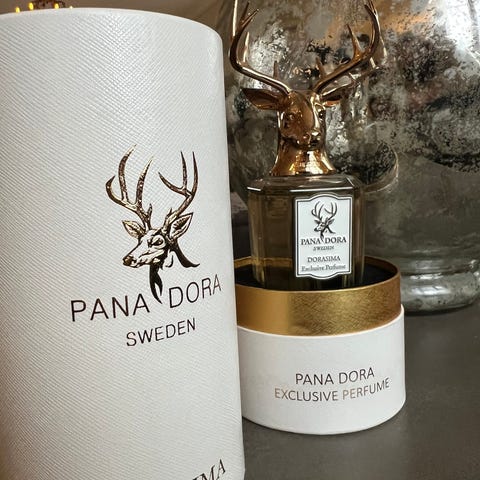 PANA DORA
SWEDEN
PANA DORA
SWEDEN
DORASIMA
Exclusive Perfume
PANA DORA
EXCLUSIVE PERFUME